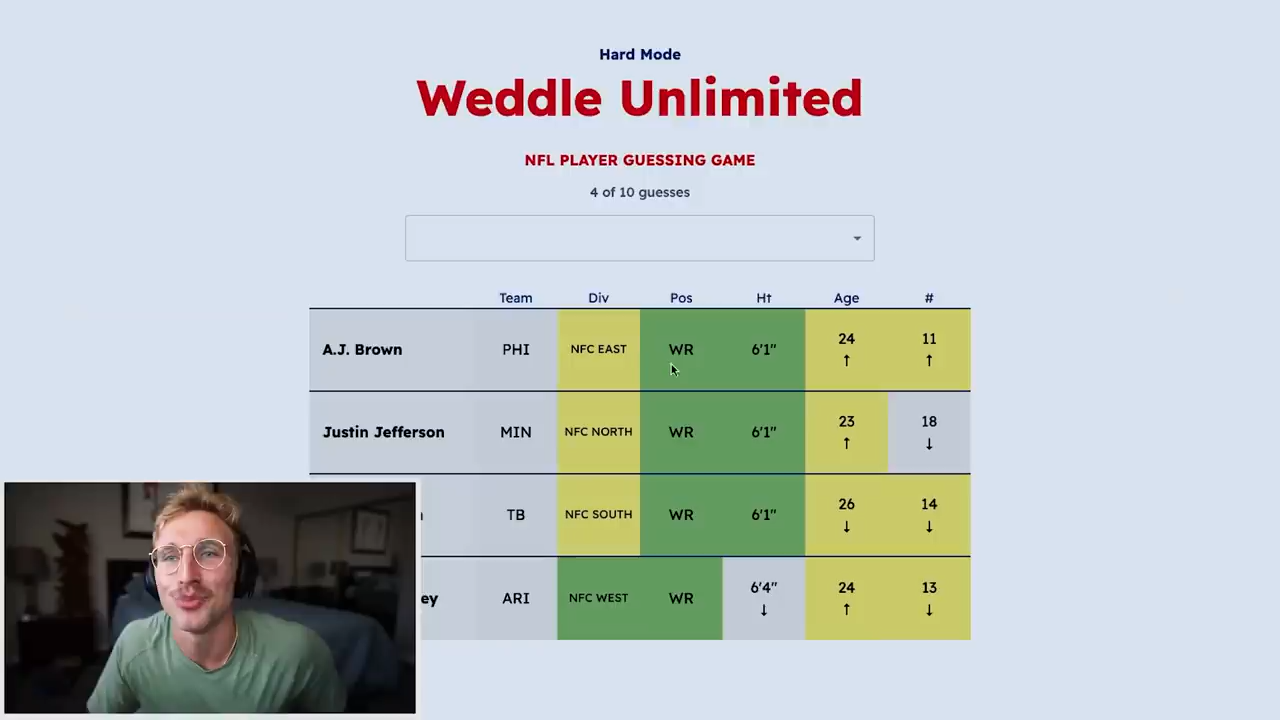 Hard Mode
Weddle Unlimited
NFL PLAYER GUESSING GAME
4 of 10 guesses
Team Div Pos Ht Age #
A.J. Brown PHI NFC EAST WR 6'1" 24 ↑ 11 ↑
Justin Jefferson MIN NFC NORTH WR 6'1" 23 ↑ 18 ↓
TB NFC SOUTH WR 6'1" 26 ↓ 14 ↓
ARI NFC WEST WR 6'4" ↓ 24 ↑ 13 ↓